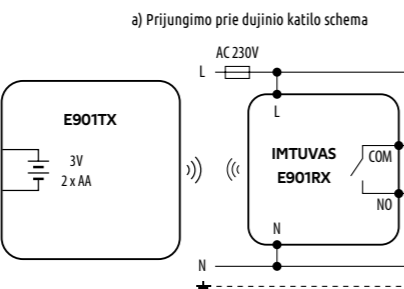 a) Prijungimo prie dujinio katilo schema
AC 230V
L
E901TX
3V
2 x AA
L
IMTUVAS
E901RX
COM
NO
N
N